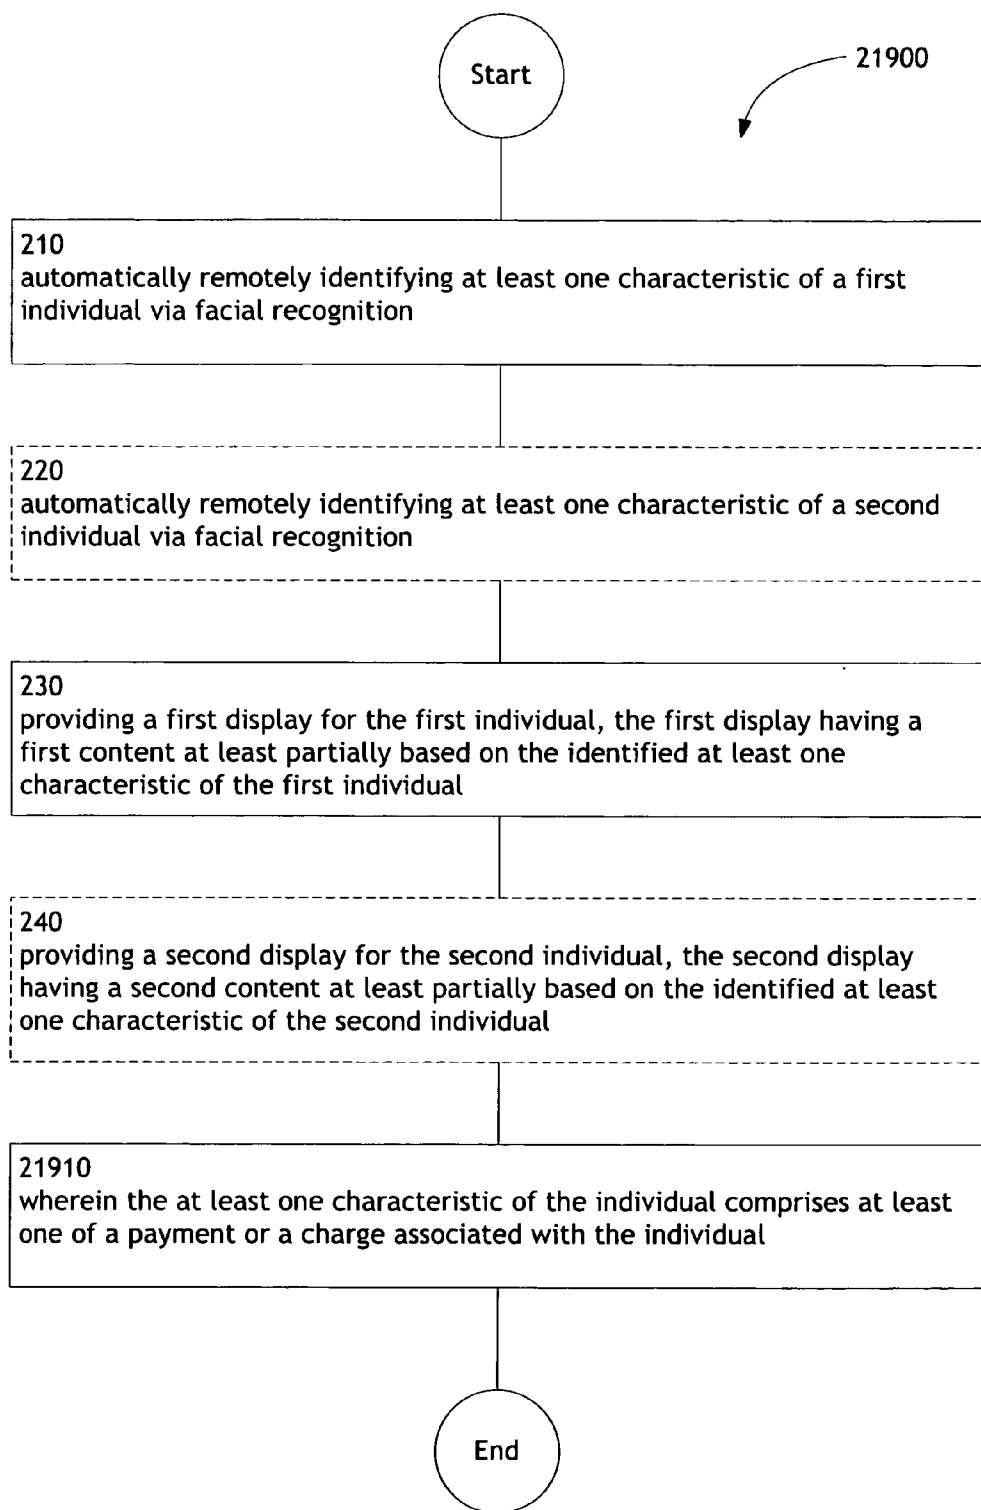 Start
21900
210
automatically remotely identifying at least one characteristic of a first
individual via facial recognition
220
automatically remotely identifying at least one characteristic of a second
individual via facial recognition
230
providing a first display for the first individual, the first display having a
first content at least partially based on the identified at least one
characteristic of the first individual
240
providing a second display for the second individual, the second display
having a second content at least partially based on the identified at least
one characteristic of the second individual
21910
wherein the at least one characteristic of the individual comprises at least
one of a payment or a charge associated with the individual
End